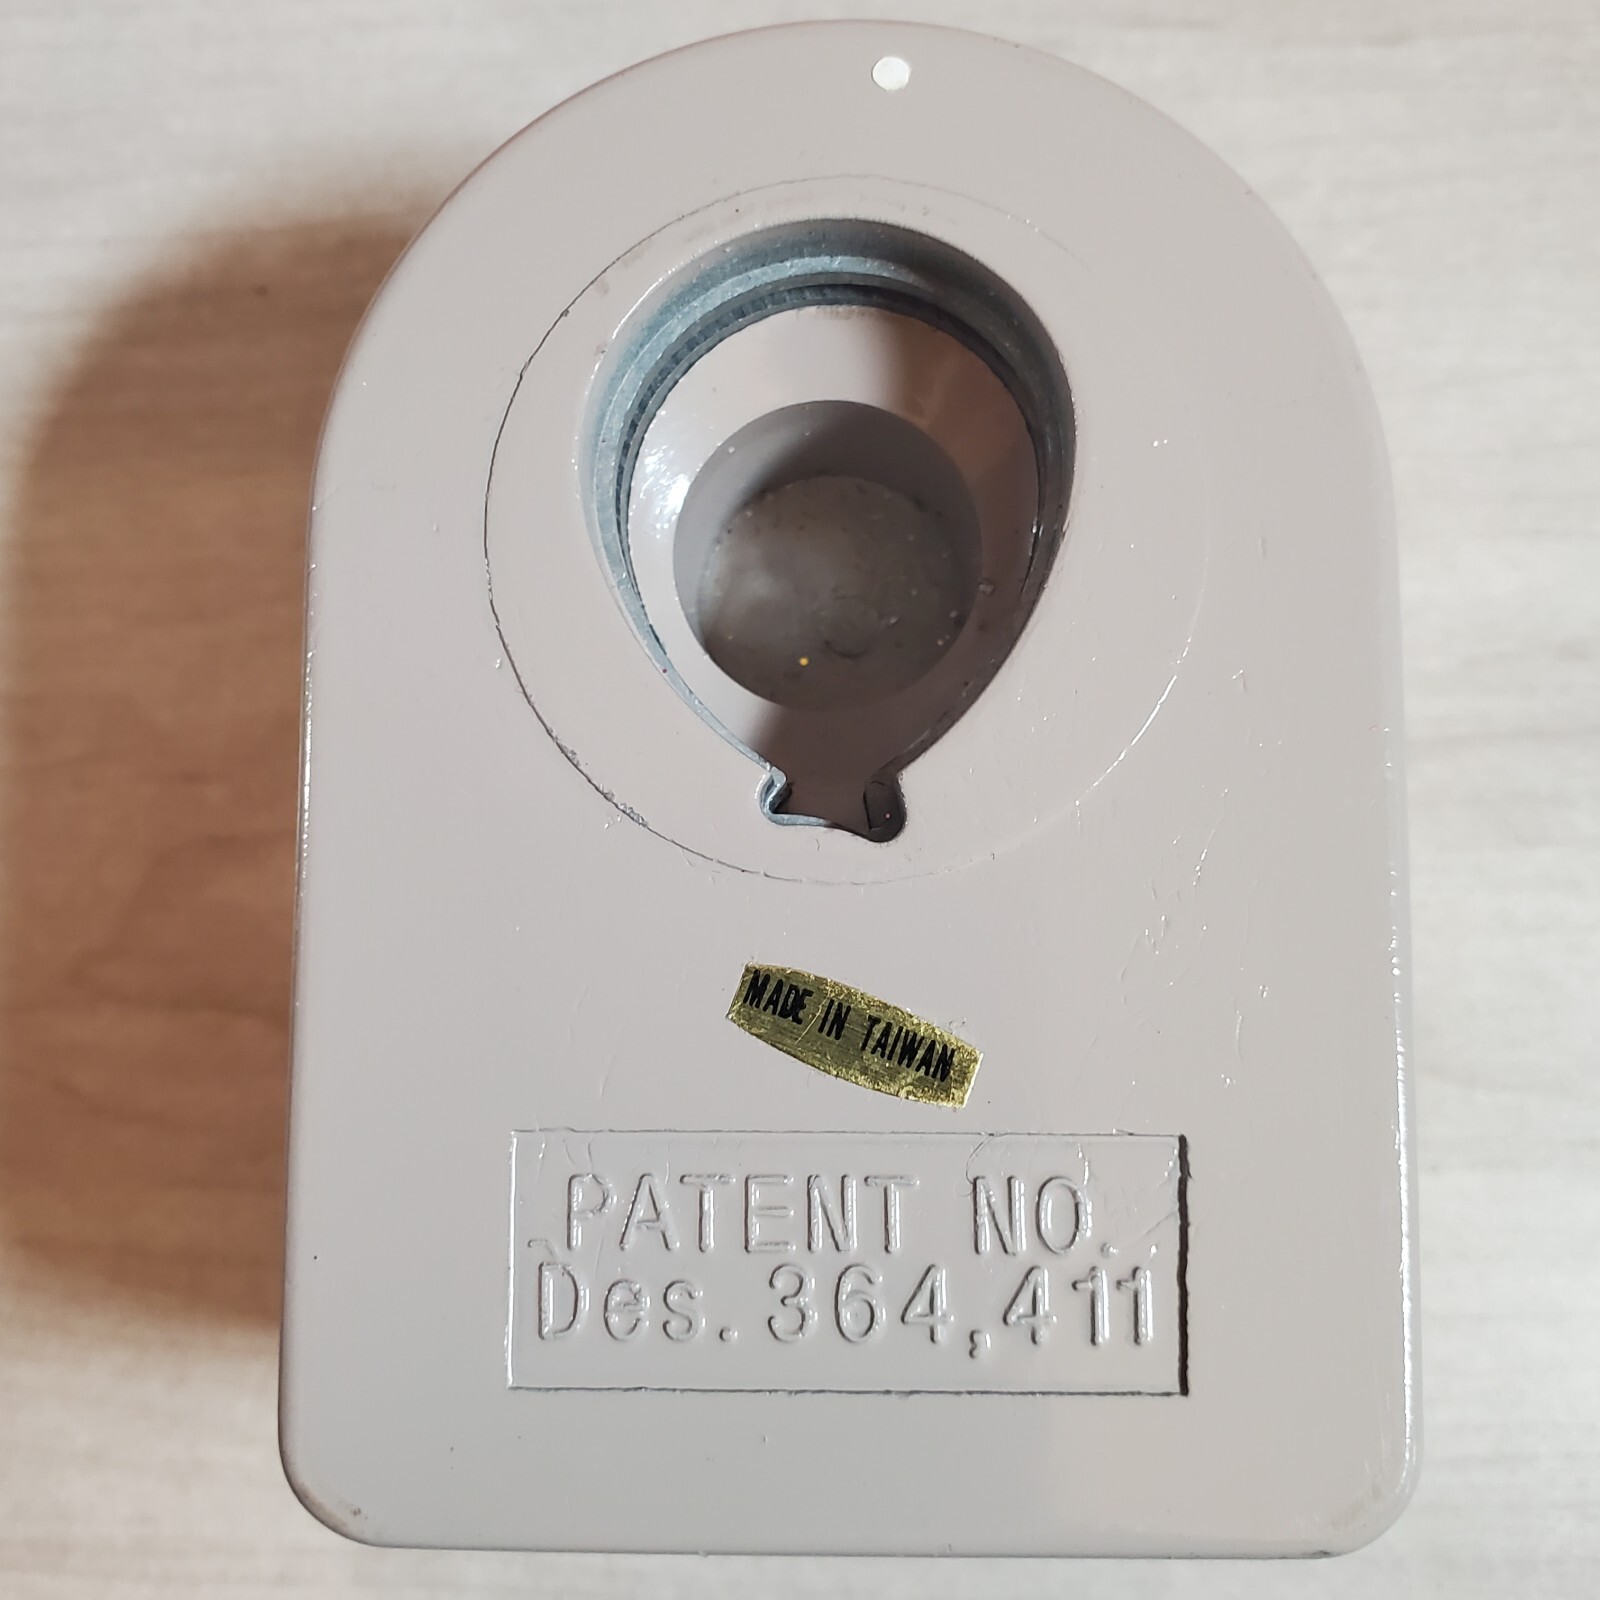 MADE IN TAIWAN
PATENT NO.
Des. 364,411